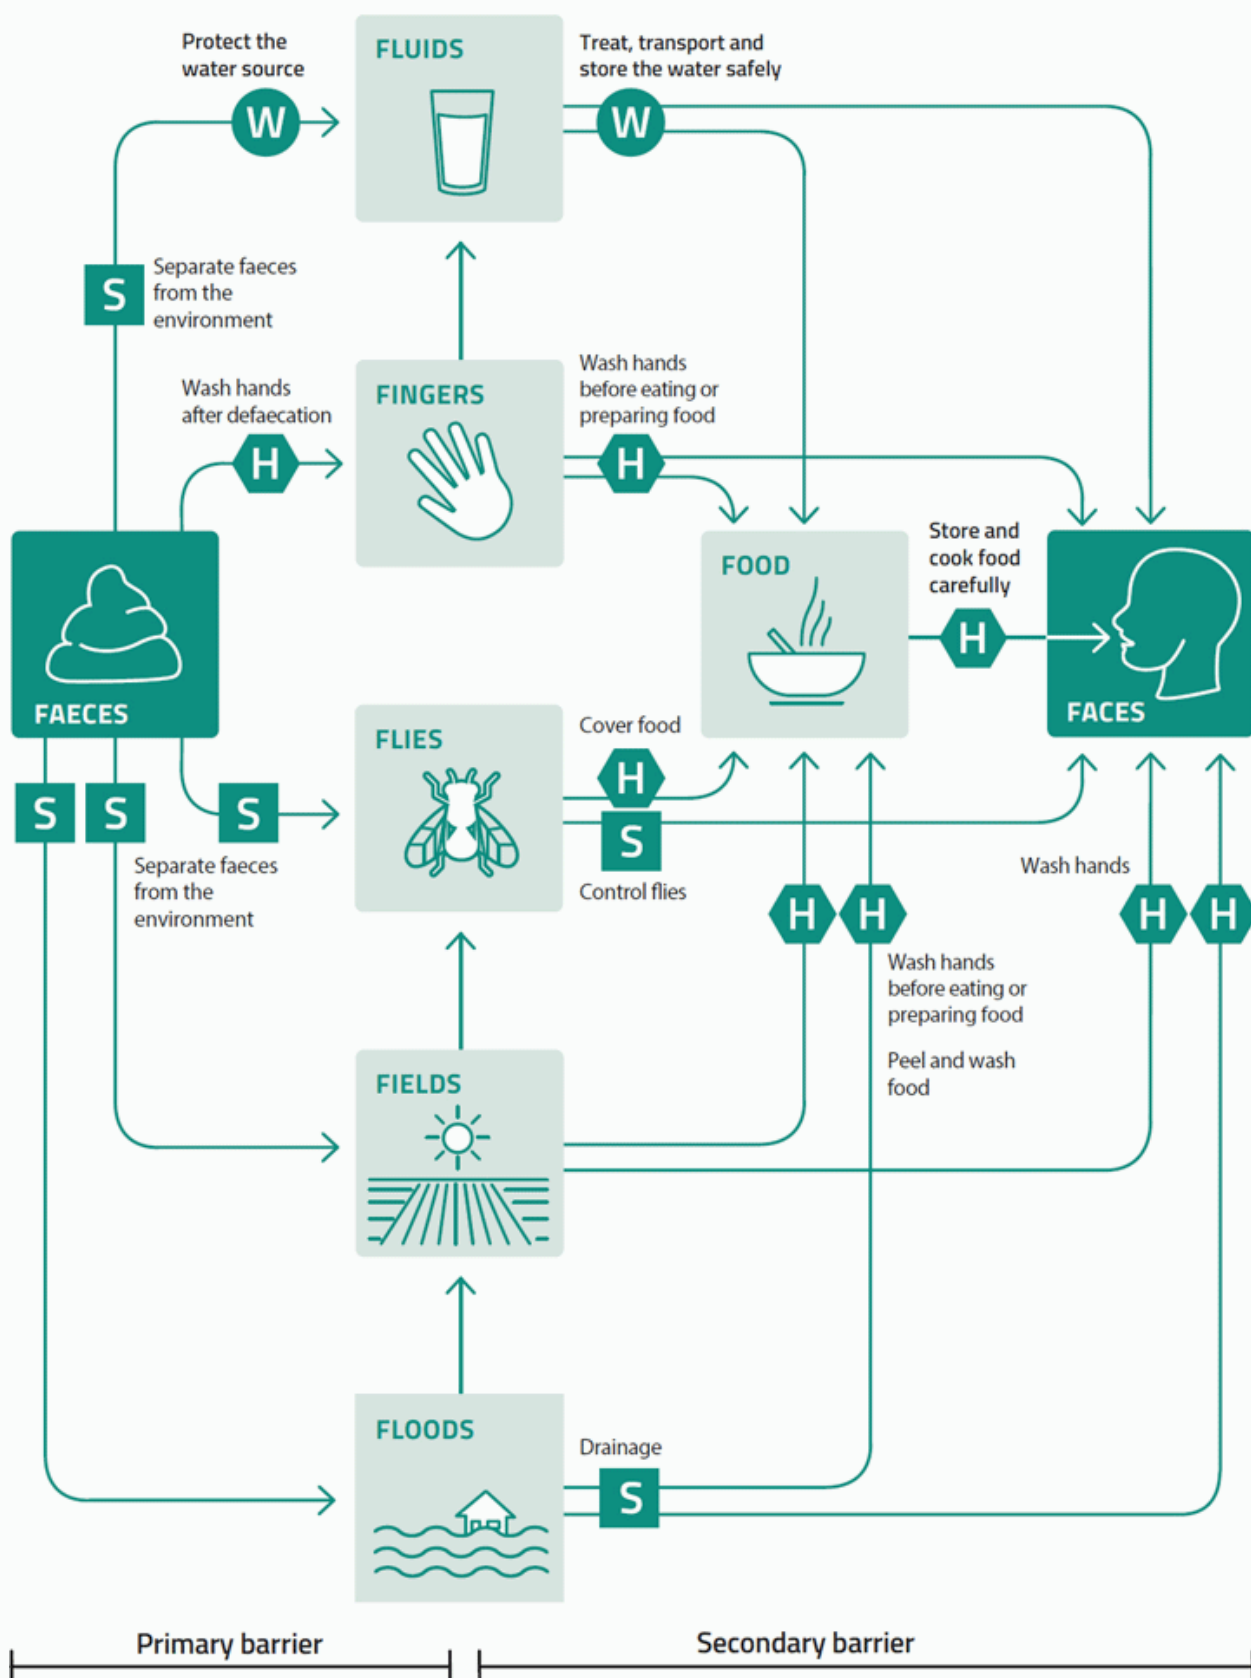 Protect the
water source
W
FLUIDS
Treat, transport and
store the water safely
W
S
Separate faeces
from the
environment
Wash hands
after defaecation
H
FINGERS
Wash hands
before eating or
preparing food
H
FAECES
FOOD
Store and
cook food
carefully
H
FACES
S
S
S
Separate faeces
from the
environment
FLIES
Cover food
H
S
Control flies
Wash hands
H
H
H
H
Wash hands
before eating or
preparing food
Peel and wash
food
FIELDS
FLOODS
Drainage
S
Primary barrier
Secondary barrier